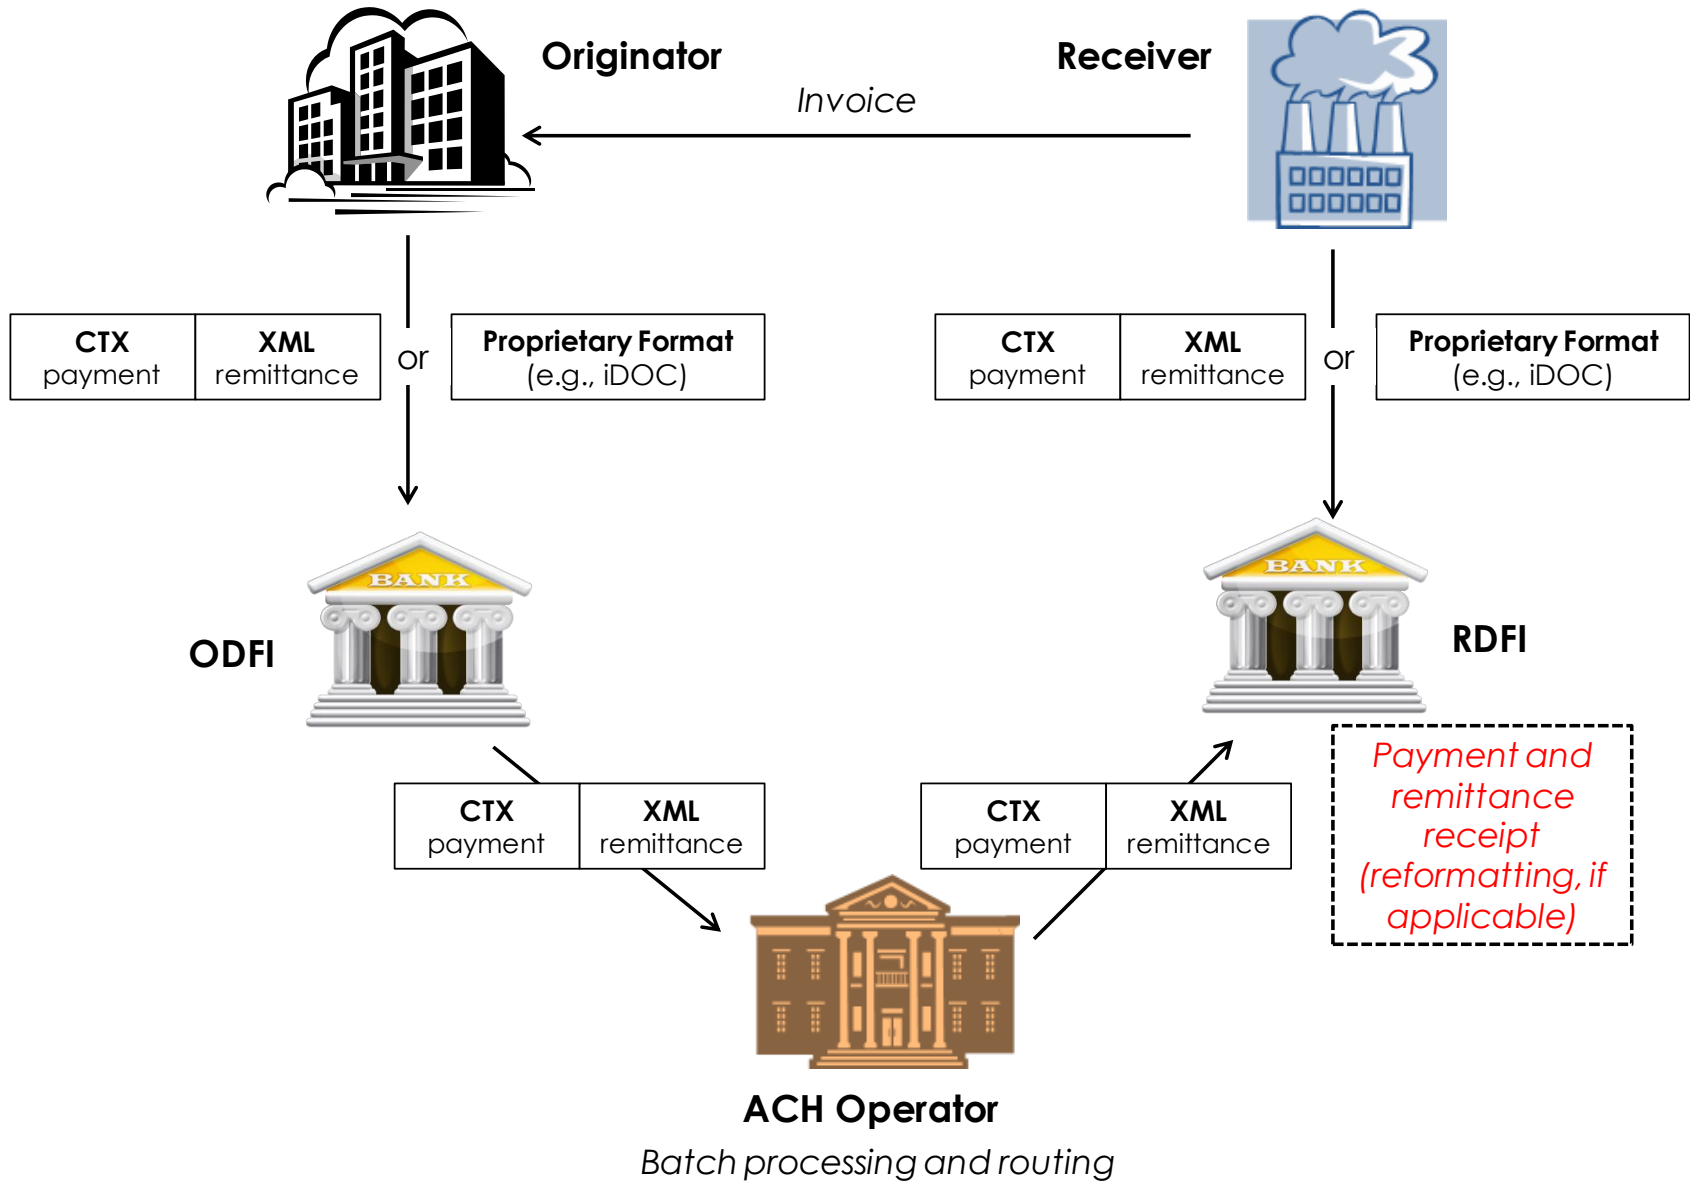 Originator
Receiver
Invoice
CTX
payment
XML
remittance
or
Proprietary Format
(e.g., iDOC)
CTX
payment
XML
remittance
or
Proprietary Format
(e.g., iDOC)
BANK
ODFI
BANK
RDFI
CTX
payment
XML
remittance
CTX
payment
XML
remittance
Payment and
remittance
receipt
(reformatting, if
applicable)
ACH Operator
Batch processing and routing